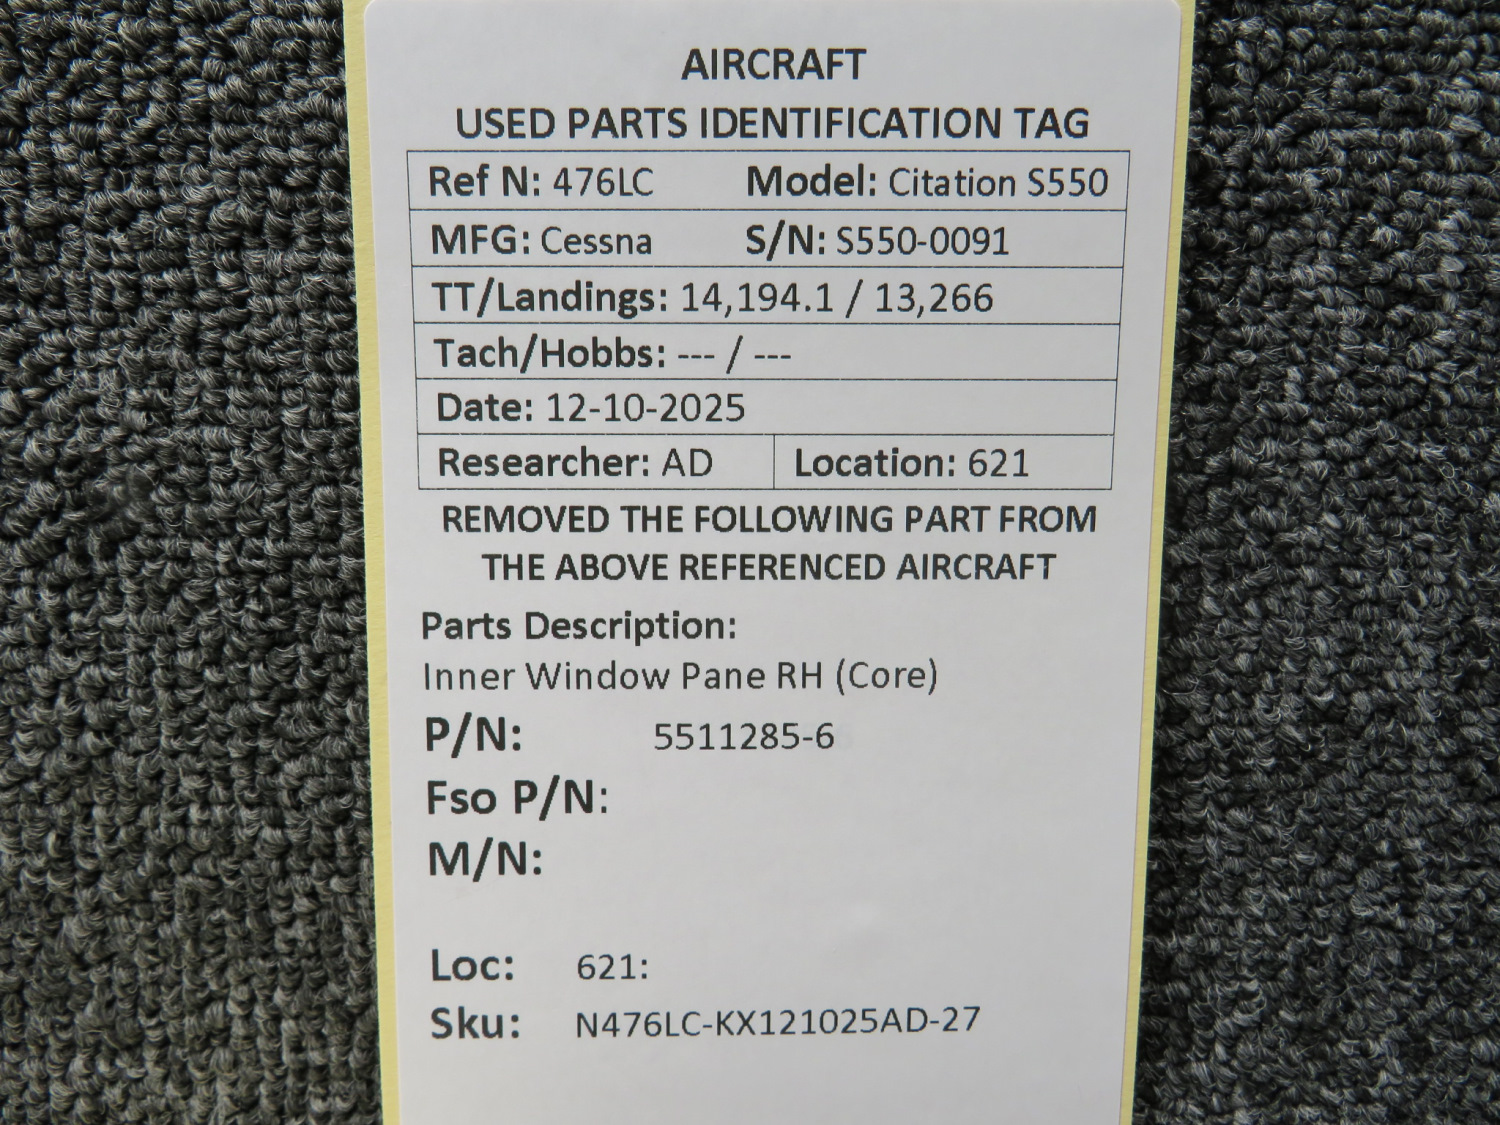 AIRCRAFT
USED PARTS IDENTIFICATION TAG
Ref N: 476LC Model: Citation S550
MFG: Cessna S/N: S550-0091
TT/Landings: 14,194.1 / 13,266
Tach/Hobbs: --- / ---
Date: 12-10-2025
Researcher: AD Location: 621
REMOVED THE FOLLOWING PART FROM
THE ABOVE REFERENCED AIRCRAFT
Parts Description:
Inner Window Pane RH (Core)
P/N: 5511285-6
Fso P/N:
M/N:
Loc: 621:
Sku: N476LC-KX121025AD-27